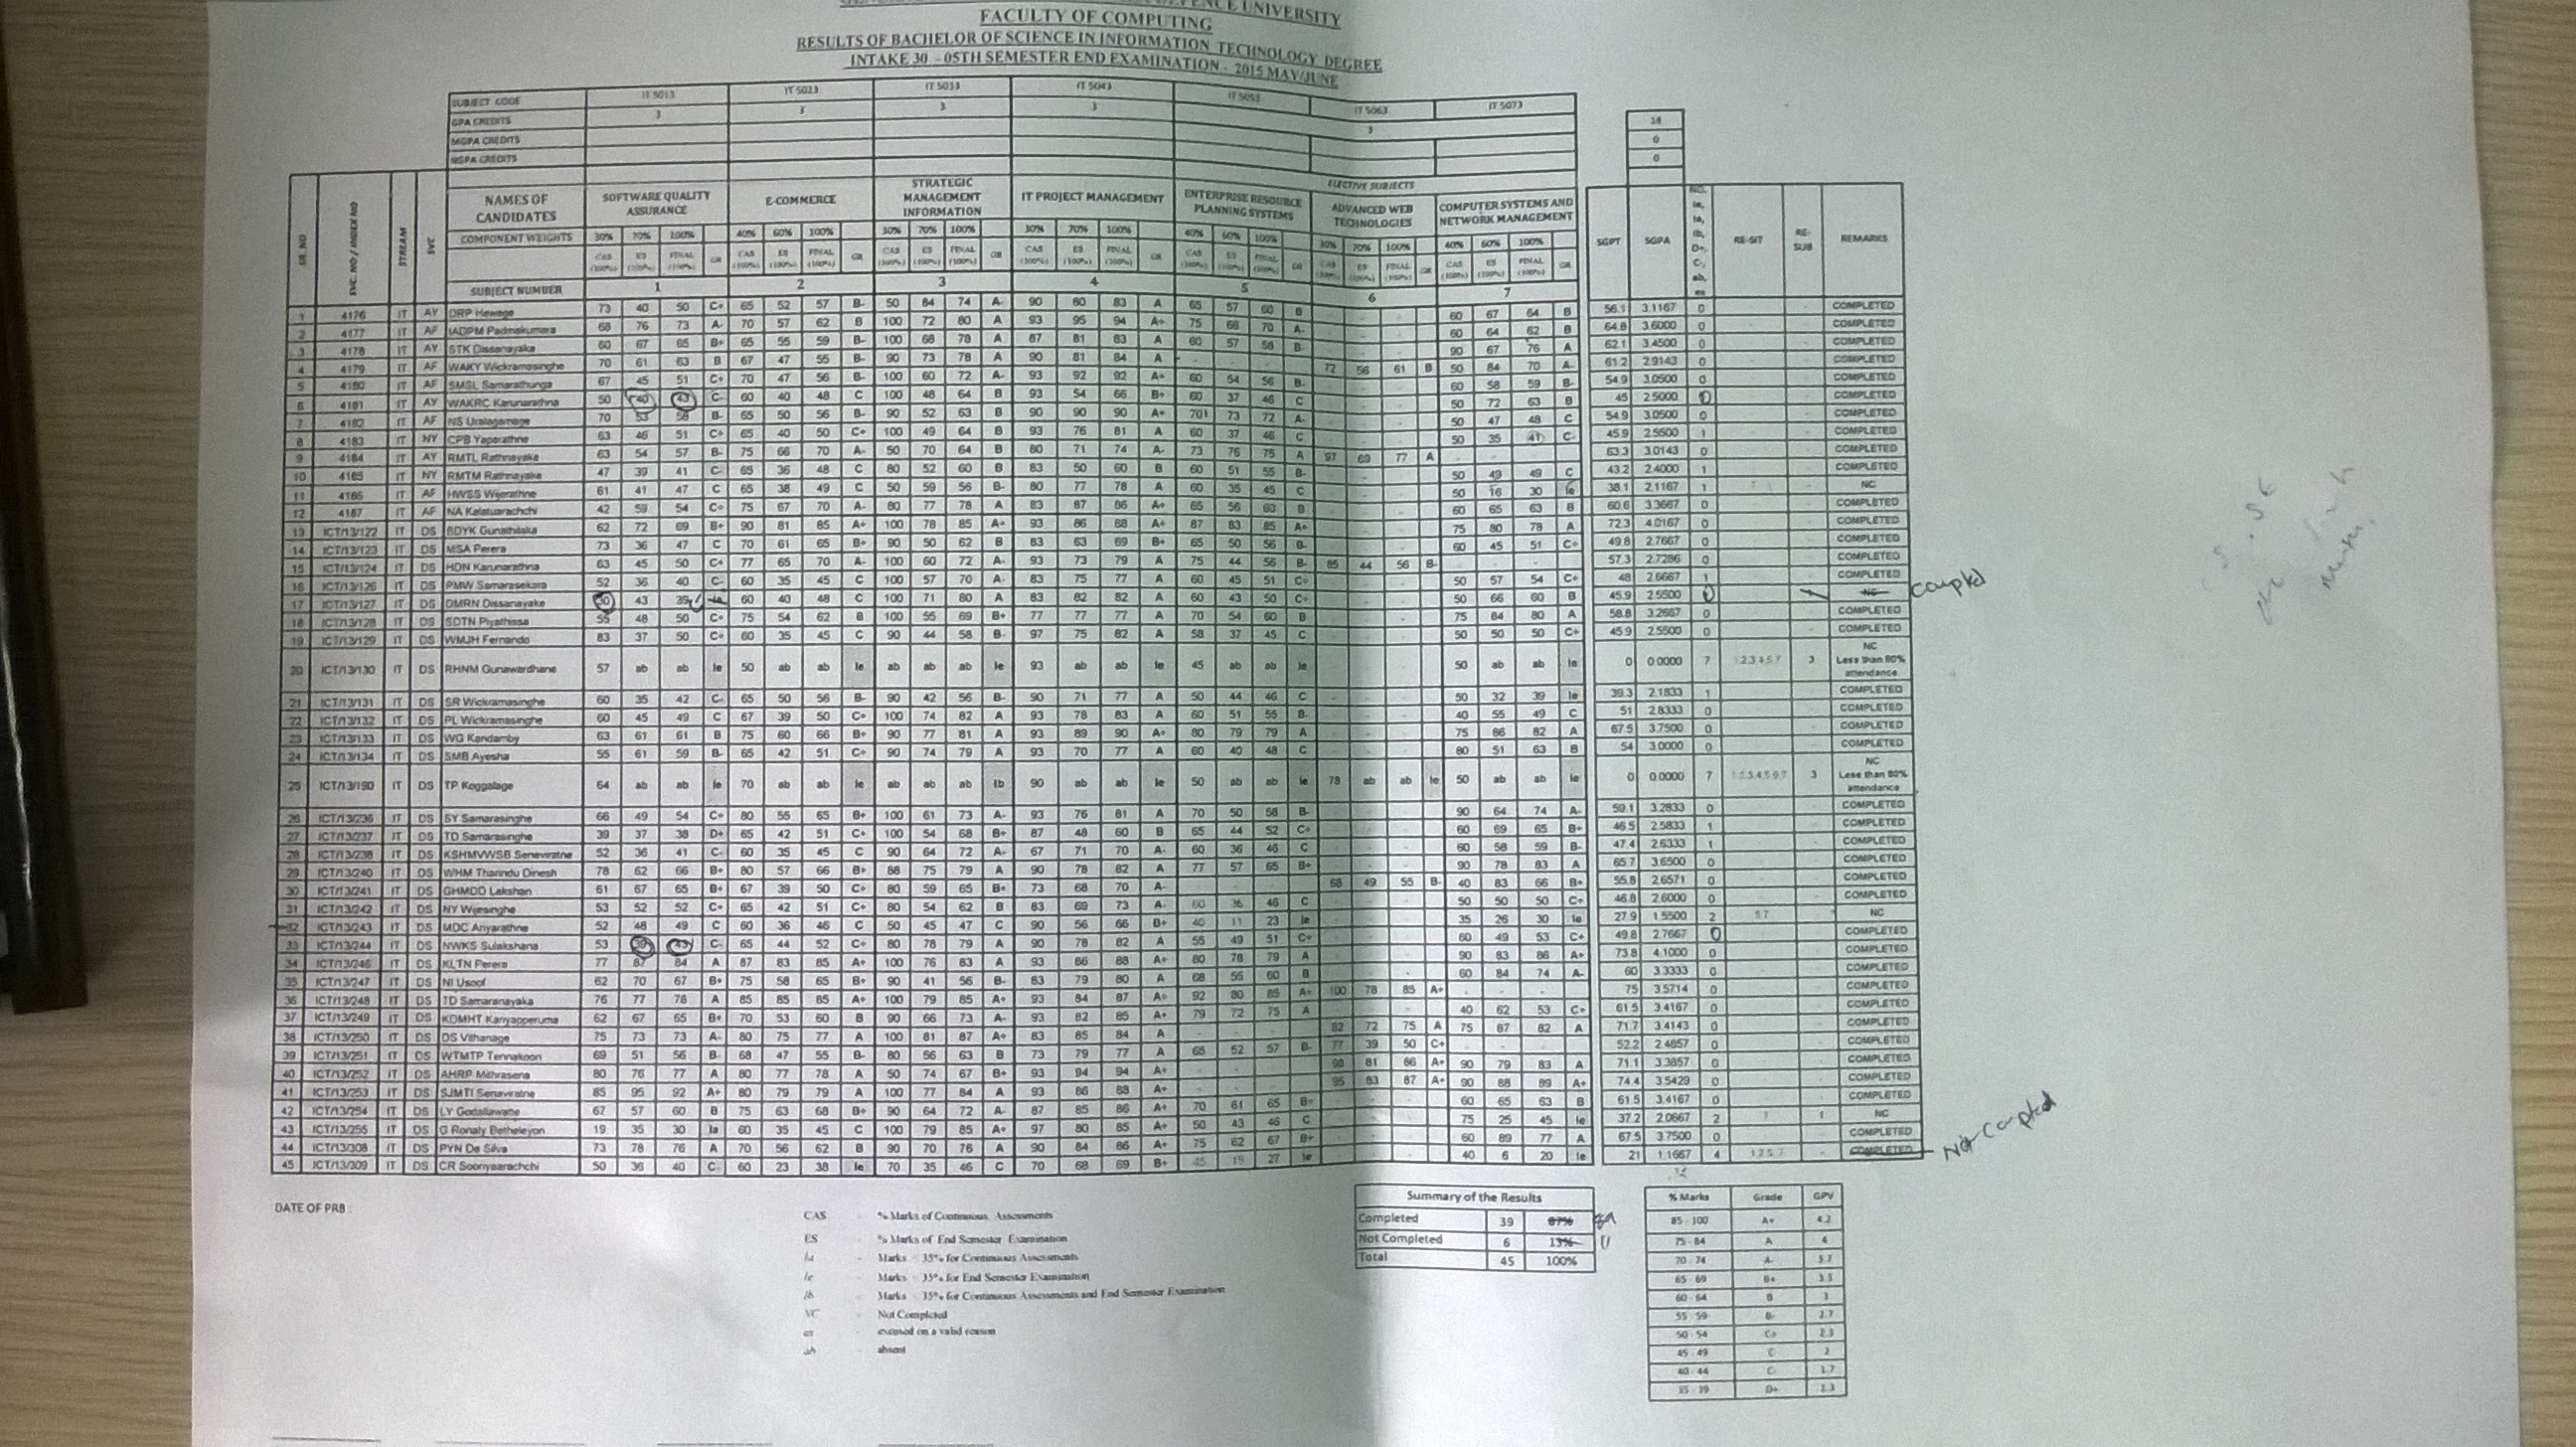 DEFENCE UNIVERSITY
FACULTY OF COMPUTING
RESULTS OF BACHELOR OF SCIENCE IN INFORMATION TECHNOLOGY DEGREE
INTAKE 30 - 05TH SEMESTER END EXAMINATION - 2015 MAY/JUNE
SUBJECT CODE IT 5013 IT 5023 IT 5033 IT 5043 IT 5053 IT 5063 IT 5073
GPA CREDITS 3 3 3 3 3 18
MGPA CREDITS 0
NGPA CREDITS 0
ELECTIVE SUBJECTS
SR. NO SVC. NO / INDEX NO STREAM SVC NAMES OF CANDIDATES SOFTWARE QUALITY ASSURANCE E-COMMERCE STRATEGIC MANAGEMENT INFORMATION IT PROJECT MANAGEMENT ENTERPRISE RESOURCE PLANNING SYSTEMS ADVANCED WEB TECHNOLOGIES COMPUTER SYSTEMS AND NETWORK MANAGEMENT SGPT SGPA RE-SIT RE-SUB REMARKS
COMPONENT WEIGHTS 30% 70% 100% 40% 60% 100% 30% 70% 100% 30% 70% 100% 40% 60% 100% 30% 70% 100% 40% 60% 100%
SUBJECT NUMBER 1 2 3 4 5 6 7
1 4176 IT AY DRP Hewage 73 40 50 C+ 65 52 57 B- 50 84 74 A- 90 80 83 A 65 57 60 B - - - 60 67 64 B 56.1 3.1167 0 COMPLETED
2 4177 IT AF IADPM Padmakumara 68 76 73 A- 70 57 62 B 100 72 80 A 93 95 94 A+ 75 66 70 A- - - - 60 64 62 B 64.8 3.6000 0 COMPLETED
3 4178 IT AY STK Dissanayaka 60 67 65 B+ 65 55 59 B- 100 68 78 A 87 81 83 A 60 57 58 B- - - - 90 67 76 A 62.1 3.4500 0 COMPLETED
4 4179 IT AF WAKY Wickramasinghe 70 61 63 B 67 47 55 B- 90 73 78 A 90 81 84 A - - - 72 56 61 B 50 84 70 A- 61.2 2.9143 0 COMPLETED
5 4180 IT AF SMSL Samarathunga 67 45 51 C+ 70 47 56 B- 100 60 72 A- 93 92 92 A+ 60 54 56 B- - - - 60 58 59 B- 54.9 3.0500 0 COMPLETED
6 4181 IT AY WAKRC Karunarathna 50 40 43 C- 60 40 48 C 100 48 64 B 93 54 66 B+ 60 37 46 C - - - 50 72 63 B 45 2.5000 0 COMPLETED
7 4182 IT AF NS Uralagamage 70 53 58 B- 65 50 56 B- 90 52 63 B 90 90 90 A+ 701 73 72 A- - - - 50 47 48 C 54.9 3.0500 0 COMPLETED
8 4183 IT NY CPB Yaparathne 63 46 51 C+ 65 40 50 C+ 100 49 64 B 93 76 81 A 60 37 46 C - - - 50 35 41 C- 45.9 2.5500 1 COMPLETED
9 4184 IT AY RMTL Rathnayake 63 54 57 B- 75 66 70 A- 50 70 64 B 80 71 74 A- 73 76 75 A 97 69 77 A - - - 63.3 3.0143 0 COMPLETED
10 4185 IT NY RMTM Rathnayake 47 39 41 C- 65 36 48 C 80 52 60 B 83 50 60 B 60 51 55 B- - - - 50 49 49 C 43.2 2.4000 1 COMPLETED
11 4186 IT AF HWSS Wijerathne 61 41 47 C 65 38 49 C 50 59 56 B- 80 77 78 A 60 35 45 C - - - 50 16 30 Ie 38.1 2.1167 1 NC
12 4187 IT AF NA Kaluarachchi 42 59 54 C+ 75 67 70 A- 80 77 78 A 83 87 86 A+ 65 56 60 B - - - 60 65 63 B 60.6 3.3667 0 COMPLETED
13 ICT/13/122 IT DS BDYK Gunathilaka 62 72 69 B+ 90 81 85 A+ 100 78 85 A+ 93 86 88 A+ 87 83 85 A+ - - - 75 80 78 A 72.3 4.0167 0 COMPLETED
14 ICT/13/123 IT DS MSA Perera 73 36 47 C 70 61 65 B+ 90 50 62 B 83 63 69 B+ 65 50 56 B- - - - 60 45 51 C+ 49.8 2.7667 0 COMPLETED
15 ICT/13/124 IT DS HDN Karunarathna 63 45 50 C+ 77 65 70 A- 100 60 72 A- 93 73 79 A 75 44 56 B- 85 44 56 B- - - - 57.3 2.7286 0 COMPLETED
16 ICT/13/126 IT DS PMW Samarasekara 52 36 40 C- 60 35 45 C 100 57 70 A- 83 75 77 A 60 45 51 C+ - - - 50 57 54 C+ 48 2.6667 1 COMPLETED
17 ICT/13/127 IT DS DMRN Dissanayake 30 43 39 Ia 60 40 48 C 100 71 80 A 83 82 82 A 60 43 50 C+ - - - 50 66 60 B 45.9 2.5500 0 NC
18 ICT/13/128 IT DS SDTN Piyathissa 55 48 50 C+ 75 54 62 B 100 55 69 B+ 77 77 77 A 70 54 60 B - - - 75 84 80 A 58.8 3.2667 0 COMPLETED
19 ICT/13/129 IT DS WMJH Fernando 83 37 50 C+ 60 35 45 C 90 44 58 B- 97 75 82 A 58 37 45 C - - - 50 50 50 C+ 45.9 2.5500 0 COMPLETED
20 ICT/13/130 IT DS RHNM Gunawardhane 57 ab ab Ie 50 ab ab Ie ab ab ab Ie 93 ab ab Ie 45 ab ab Ie 50 ab ab Ie 0 0.0000 7 1 2 3 4 5 7 3 NC Less than 80% attendance
21 ICT/13/131 IT DS SR Wickramasinghe 60 35 42 C- 65 50 56 B- 90 42 56 B- 90 71 77 A 50 44 46 C - - - 50 32 39 Ie 39.3 2.1833 1 COMPLETED
22 ICT/13/132 IT DS PL Wickramasinghe 60 45 49 C 67 39 50 C+ 100 74 82 A 93 78 83 A 60 51 55 B- - - - 40 55 49 C 51 2.8333 0 COMPLETED
23 ICT/13/133 IT DS WG Kandamby 63 61 61 B 75 60 66 B+ 90 77 81 A 93 89 90 A+ 80 79 79 A - - - 75 86 82 A 67.5 3.7500 0 COMPLETED
24 ICT/13/134 IT DS SMB Ayesha 55 61 59 B- 65 42 51 C+ 90 74 79 A 93 70 77 A 60 40 48 C - - - 80 51 63 B 54 3.0000 0 COMPLETED
25 ICT/13/190 IT DS TP Koggalage 64 ab ab Ie 70 ab ab Ie ab ab ab Ib 90 ab ab Ie 50 ab ab Ie 78 ab ab Ie 50 ab ab Ie 0 0.0000 7 3 NC Less than 80% attendance
26 ICT/13/236 IT DS SY Samarasinghe 66 49 54 C+ 80 55 65 B+ 100 61 73 A- 93 76 81 A 70 50 58 B- 90 64 74 A- 59.1 3.2833 0 COMPLETED
27 ICT/13/237 IT DS TD Samarasinghe 39 37 38 D+ 65 42 51 C+ 100 54 68 B+ 87 48 60 B 65 44 52 C+ 60 69 65 B+ 46.5 2.5833 1 COMPLETED
28 ICT/13/238 IT DS KSHMVWSB Seneviratne 52 36 41 C- 60 35 45 C 90 64 72 A- 67 71 70 A- 60 36 46 C 60 58 59 B- 47.4 2.6333 1 COMPLETED
29 ICT/13/240 IT DS WHM Tharindu Dinesh 78 62 66 B+ 80 57 66 B+ 88 75 79 A 90 78 82 A 77 57 65 B+ 90 78 83 A 65.7 3.6500 0 COMPLETED
30 ICT/13/241 IT DS GHMDD Lakshan 61 67 65 B+ 67 39 50 C+ 80 59 65 B+ 73 68 70 A- - - - 68 49 55 B- 40 83 66 B+ 55.8 2.6571 0 COMPLETED
31 ICT/13/242 IT DS NY Wijesinghe 53 52 52 C+ 65 42 51 C+ 80 54 62 B 83 69 73 A- 60 36 46 C 50 50 50 C+ 46.8 2.6000 0 COMPLETED
32 ICT/13/243 IT DS MDC Ariyarathne 52 48 49 C 60 36 46 C 50 45 47 C 90 56 66 B+ 40 11 23 Ie 35 26 30 Ie 27.9 1.5500 2 5 7 NC
33 ICT/13/244 IT DS NWKS Sulakshana 53 39 43 C- 65 44 52 C+ 80 78 79 A 90 78 82 A 55 49 51 C+ 60 49 53 C+ 49.8 2.7667 0 COMPLETED
34 ICT/13/246 IT DS KLTN Perera 77 87 84 A 87 83 85 A+ 100 76 83 A 93 86 88 A+ 80 78 79 A 90 83 86 A+ 73.8 4.1000 0 COMPLETED
35 ICT/13/247 IT DS NI Usoof 62 70 67 B+ 75 58 65 B+ 90 41 56 B- 83 79 80 A 68 55 60 B 60 84 74 A- 60 3.3333 0 COMPLETED
36 ICT/13/248 IT DS TD Samaranayaka 76 77 76 A 85 85 85 A+ 100 79 85 A+ 93 84 87 A+ 92 80 85 A+ 100 78 85 A+ - - - 75 3.5714 0 COMPLETED
37 ICT/13/249 IT DS KDMHT Kariyapperuma 62 67 65 B+ 70 53 60 B 90 66 73 A- 93 82 85 A+ 79 72 75 A 40 62 53 C+ 61.5 3.4167 0 COMPLETED
38 ICT/13/250 IT DS DS Vithanage 75 73 73 A- 80 75 77 A 100 81 87 A+ 83 85 84 A - - - 82 72 75 A 75 87 82 A 71.7 3.4143 0 COMPLETED
39 ICT/13/251 IT DS WTMTP Tennakoon 69 51 56 B- 68 47 55 B- 80 56 63 B 73 79 77 A 65 52 57 B- 77 39 50 C+ - - - 52.2 2.4857 0 COMPLETED
40 ICT/13/252 IT DS AHRP Mithrasena 80 76 77 A 80 77 78 A 50 74 67 B+ 93 94 94 A+ - - - 98 81 86 A+ 90 79 83 A 71.1 3.3857 0 COMPLETED
41 ICT/13/253 IT DS SJMTI Senaviratne 85 95 92 A+ 80 79 79 A 100 77 84 A 93 86 88 A+ - - - 95 83 87 A+ 90 88 89 A+ 74.4 3.5429 0 COMPLETED
42 ICT/13/254 IT DS LY Godallawatte 67 57 60 B 75 63 68 B+ 90 64 72 A- 87 85 86 A+ 70 61 65 B+ 60 65 63 B 61.5 3.4167 0 COMPLETED
43 ICT/13/255 IT DS G Ronaly Betheleyon 19 35 30 Ia 60 35 45 C 100 79 85 A+ 97 80 85 A+ 50 43 46 C 75 25 45 Ie 37.2 2.0667 2 7 1 NC
44 ICT/13/308 IT DS PYN De Silva 73 78 76 A 70 56 62 B 90 70 76 A 90 84 86 A+ 75 62 67 B+ 60 89 77 A 67.5 3.7500 0 COMPLETED
45 ICT/13/309 IT DS CR Sooriyaarachchi 50 36 40 C- 60 23 38 Ie 70 35 46 C 70 68 69 B+ 45 15 27 Ie 40 6 20 Ie 21 1.1667 4 1 2 5 7 COMPLETED
Not Completed
DATE OF PRB :
CAS - % Marks of Continuous Assessments
ES - % Marks of End Semester Examination
Ia - Marks < 35% for Continuous Assessments
Ie - Marks < 35% for End Semester Examination
Ib - Marks < 35% for Continuous Assessments and End Semester Examination
NC - Not Completed
ex - excused on a valid reason
ab - absent
Summary of the Results
Completed 39 87%
Not Completed 6 13%
Total 45 100%
% Marks Grade GPV
85 - 100 A+ 4.2
75 - 84 A 4
70 - 74 A- 3.7
65 - 69 B+ 3.3
60 - 64 B 3
55 - 59 B- 2.7
50 - 54 C+ 2.3
45 - 49 C 2
40 - 44 C- 1.7
35 - 39 D+ 1.3